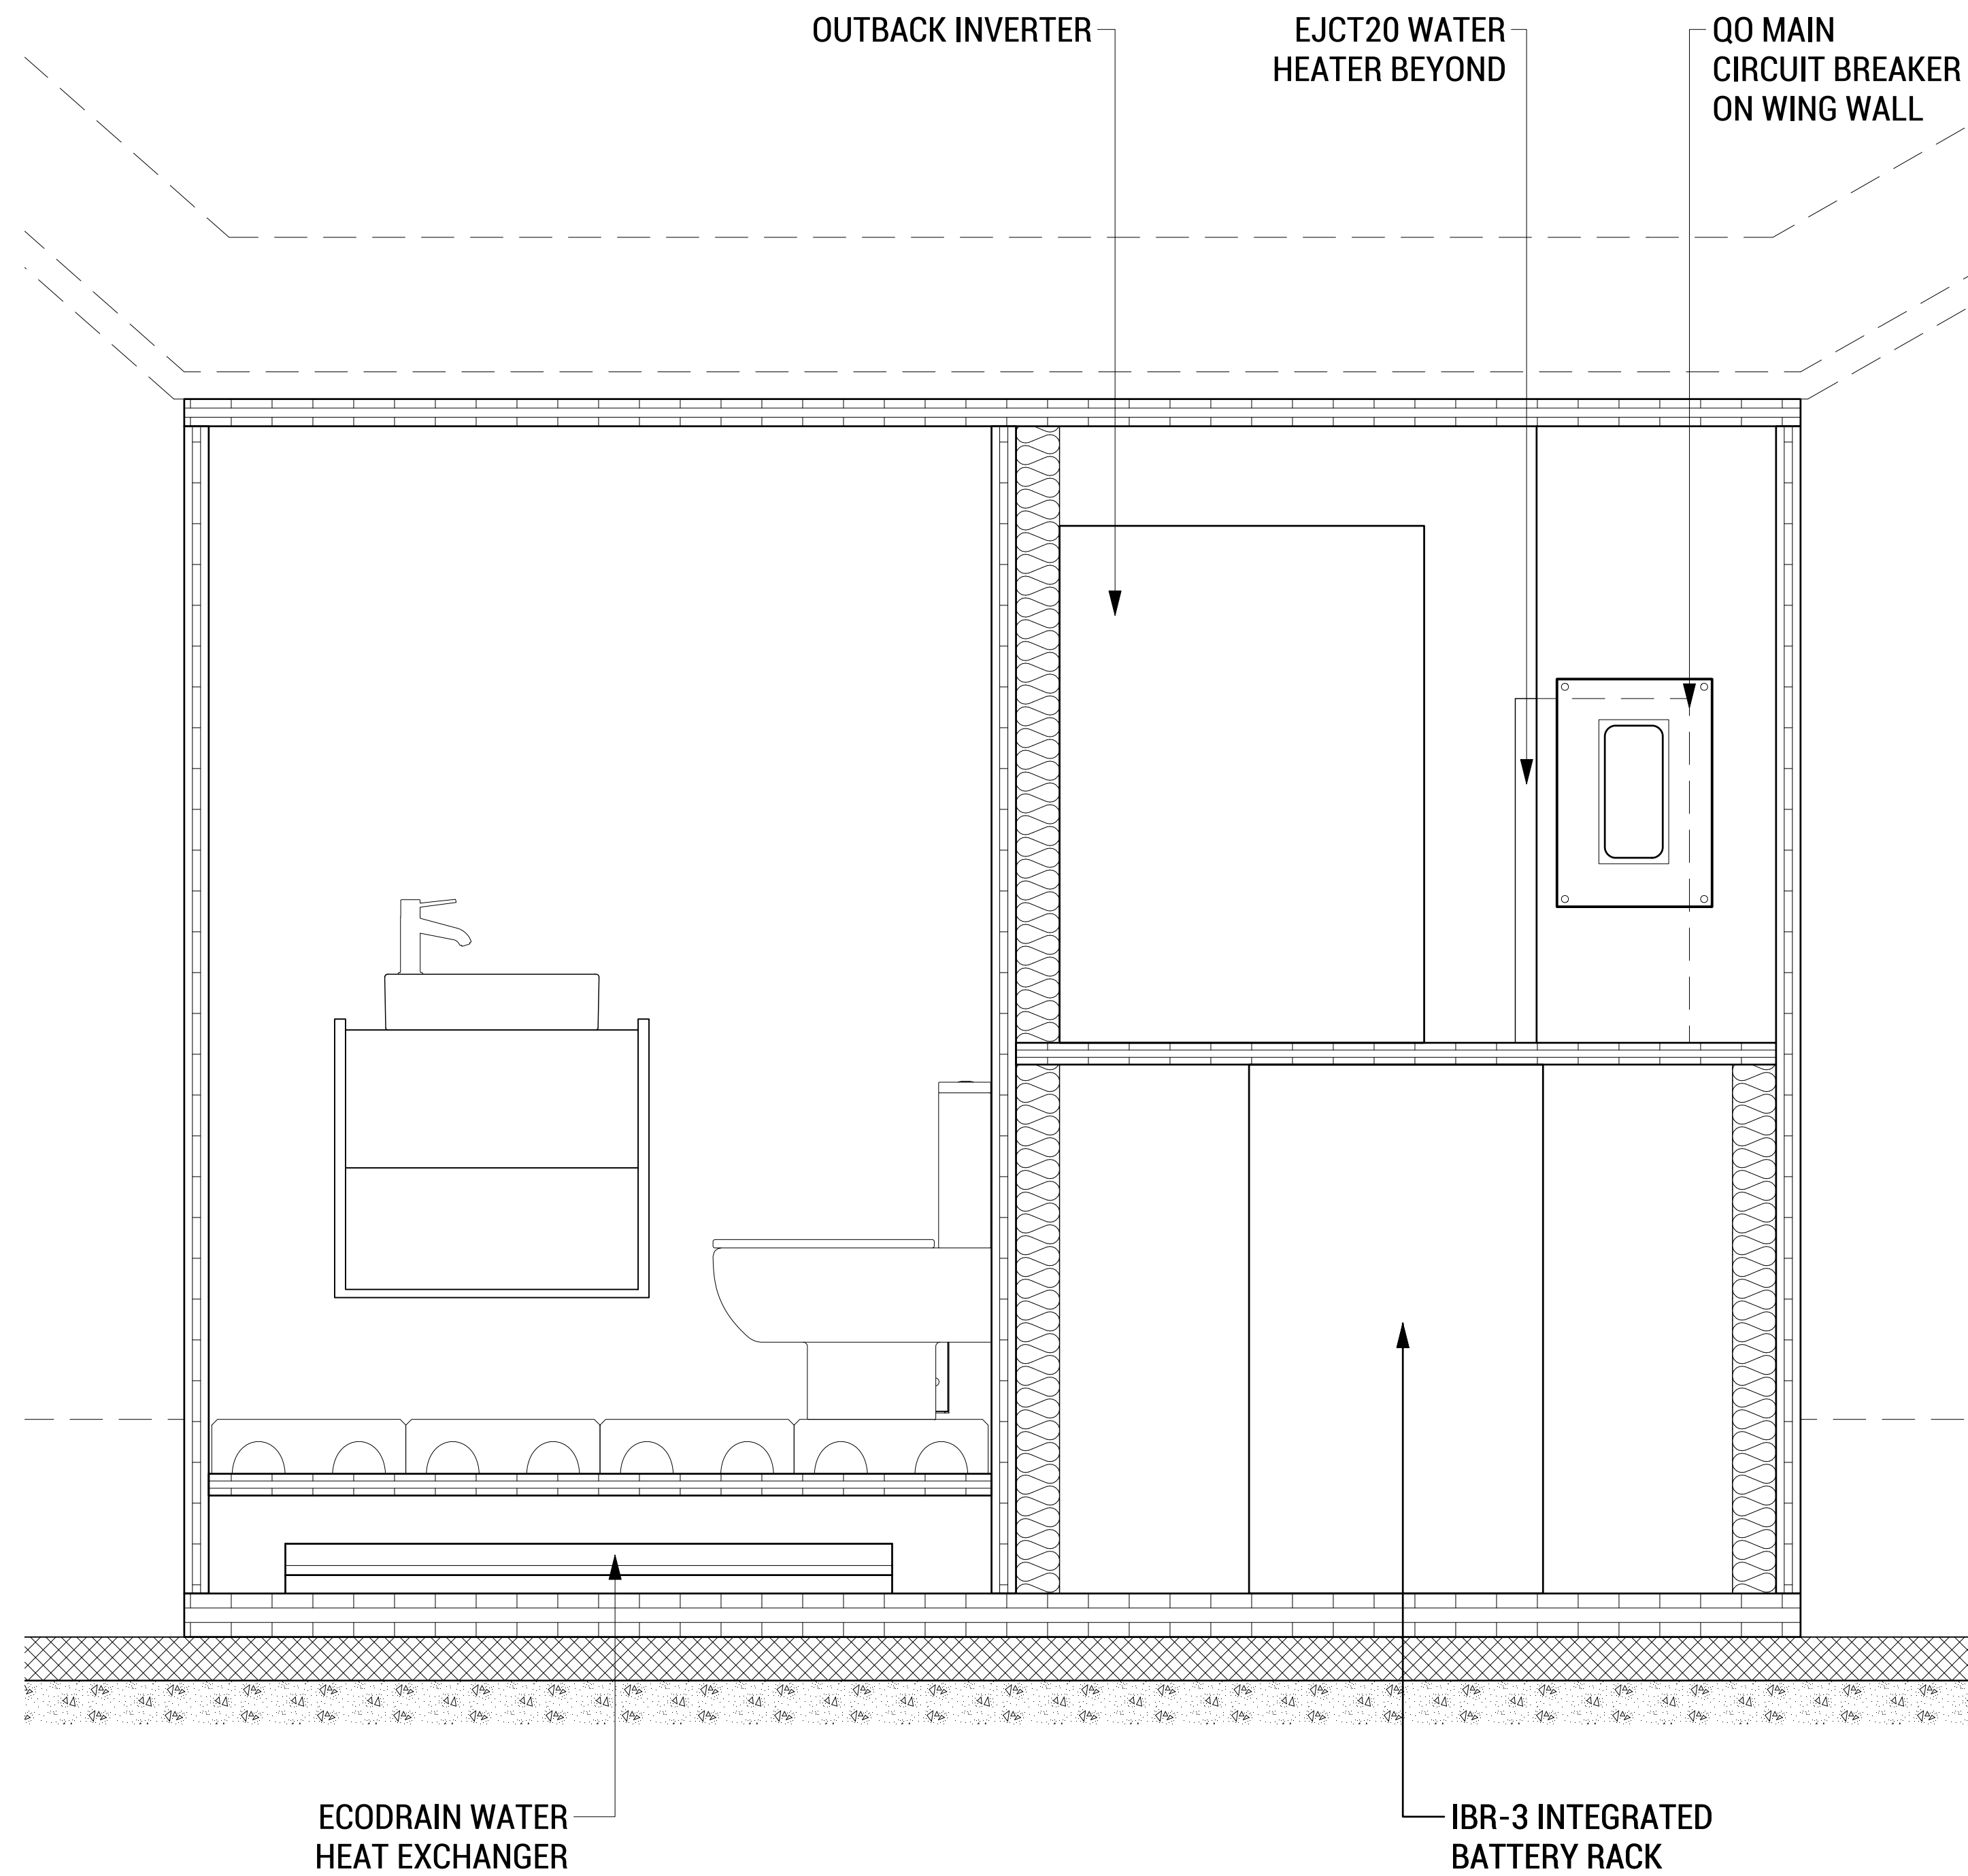 OUTBACK INVERTER
EJCT20 WATER
HEATER BEYOND
QO MAIN
CIRCUIT BREAKER
ON WING WALL
ECODRAIN WATER
HEAT EXCHANGER
IBR-3 INTEGRATED
BATTERY RACK